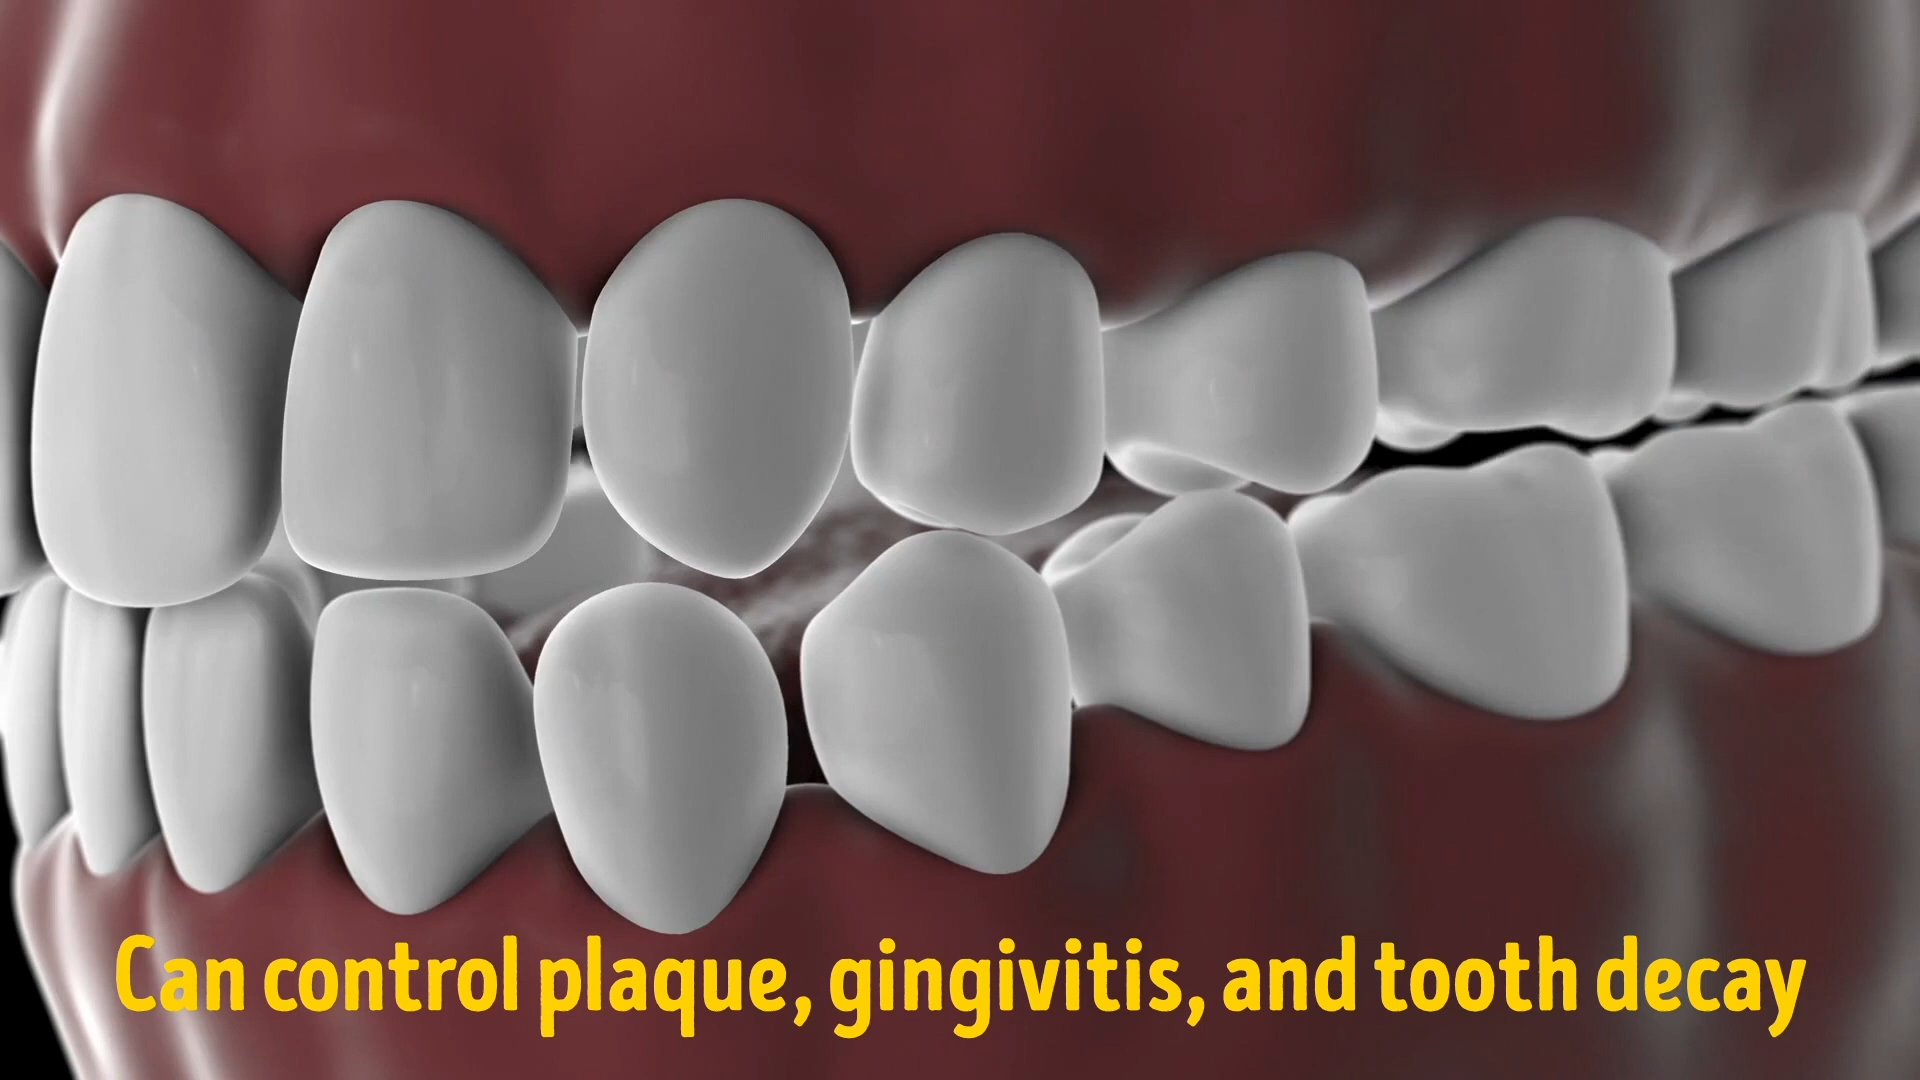 Can control plaque, gingivitis, and tooth decay